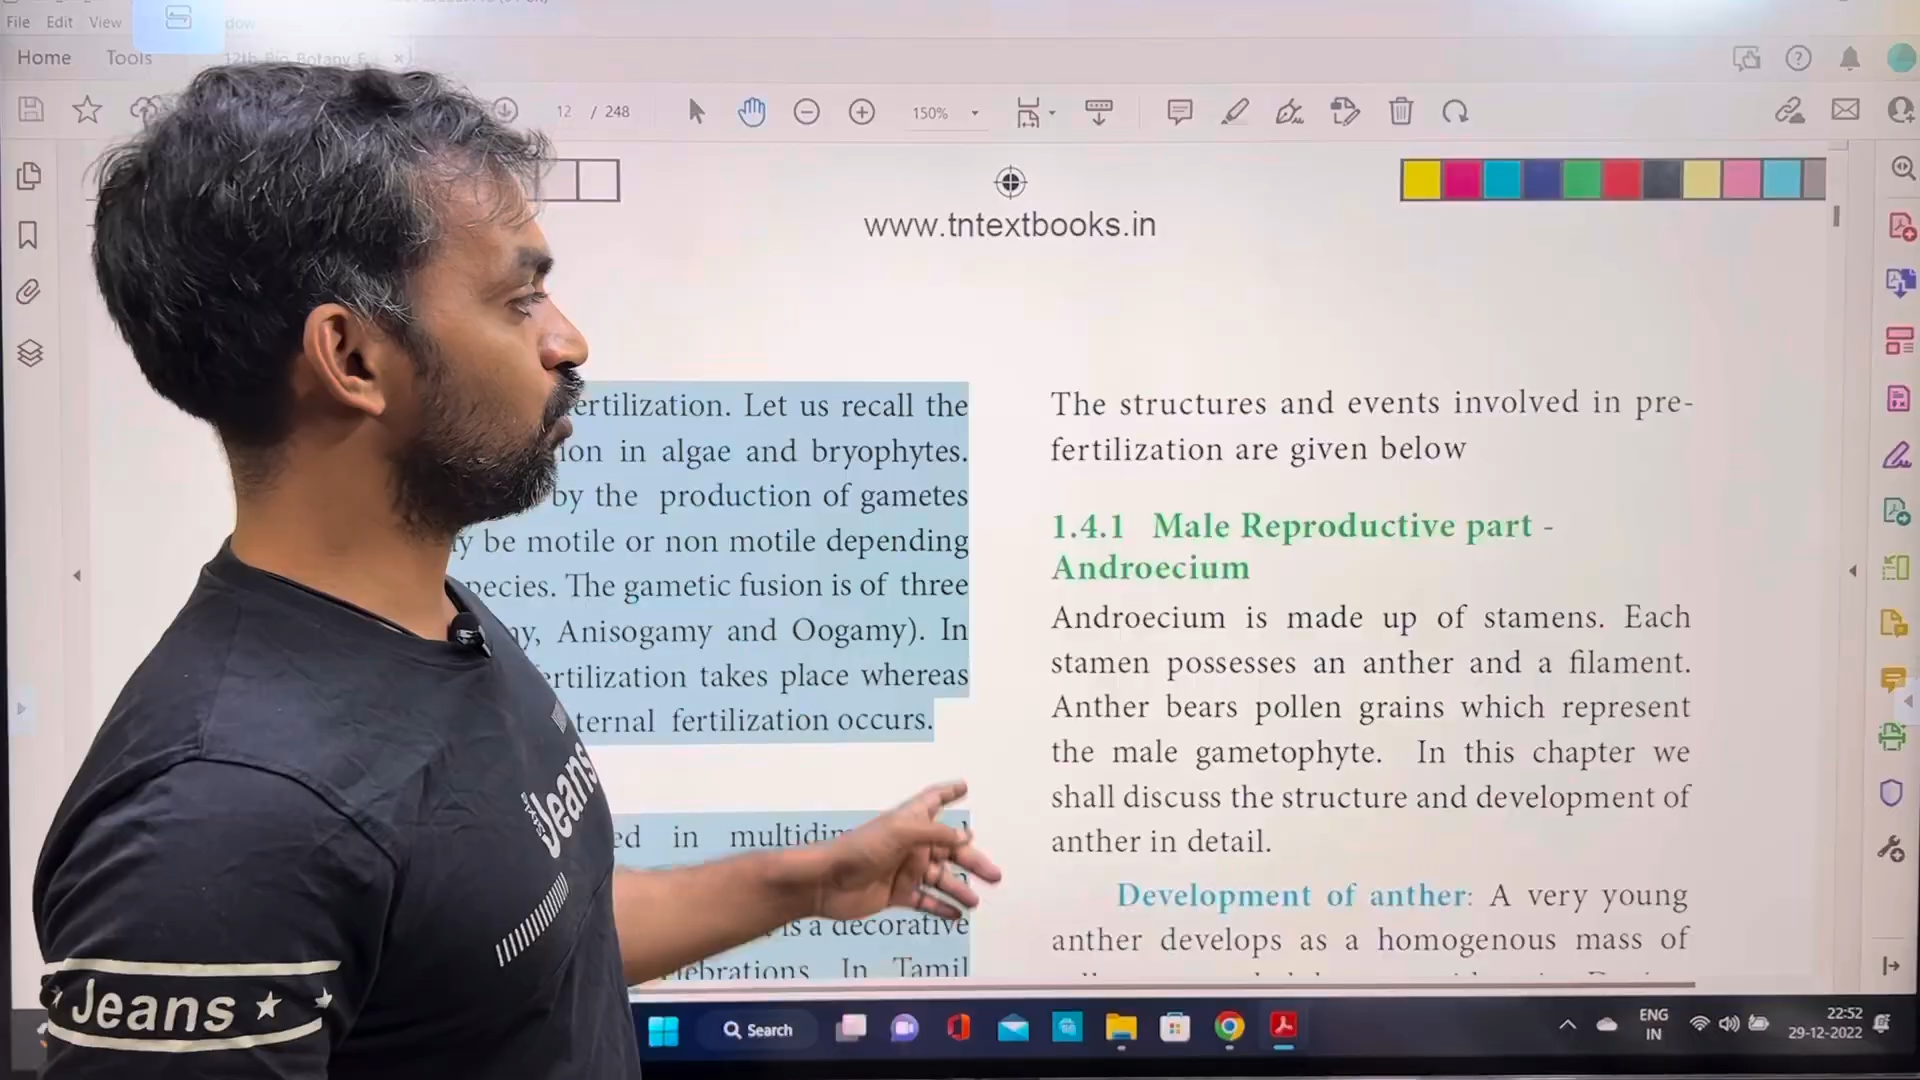 File Edit View
Home Tools
12 / 248
150%
www.tntextbooks.in
ertilization. Let us recall the
ion in algae and bryophytes.
by the production of gametes
y be motile or non motile depending
pecies. The gametic fusion is of three
ny, Anisogamy and Oogamy). In
ertilization takes place whereas
ternal fertilization occurs.
ed in
is a decorative
lebrations. In Tamil
The structures and events involved in pre-
fertilization are given below
1.4.1 Male Reproductive part -
Androecium
Androecium is made up of stamens. Each
stamen possesses an anther and a filament.
Anther bears pollen grains which represent
the male gametophyte. In this chapter we
shall discuss the structure and development of
anther in detail.
Development of anther: A very young
anther develops as a homogenous mass of
Jeans
Jeans
Search
ENG
IN
22:52
29-12-2022